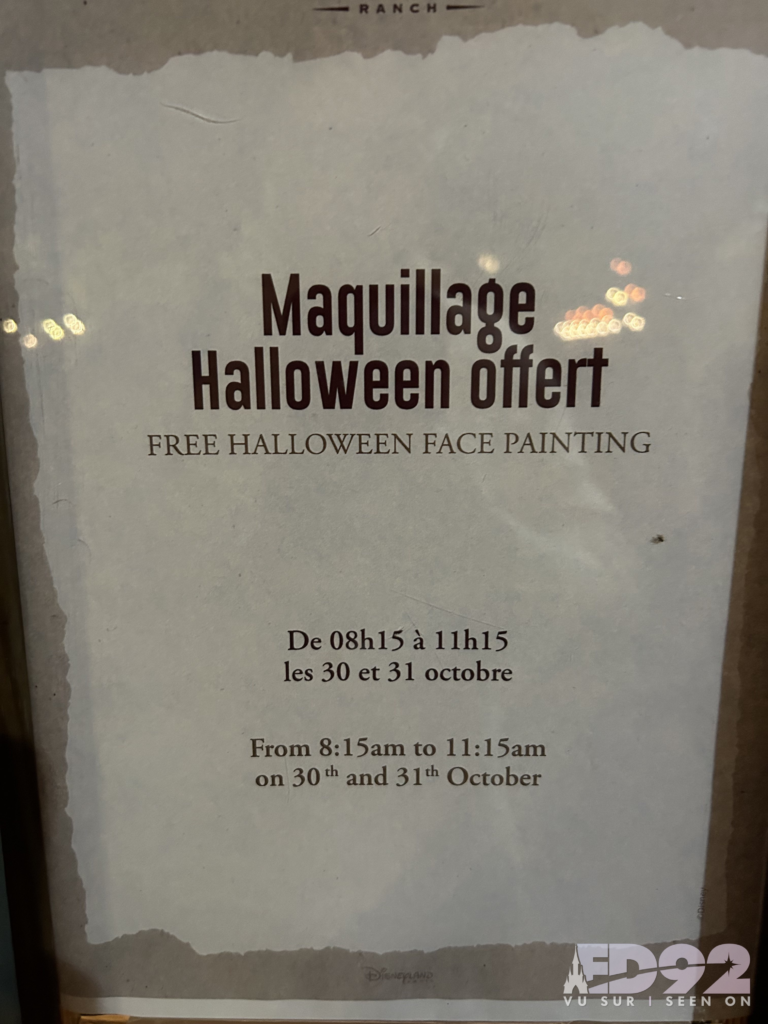 RANCH
Maquillage
Halloween offert
FREE HALLOWEEN FACE PAINTING
De 08h15 à 11h15
les 30 et 31 octobre
From 8:15am to 11:15am
on 30th and 31th October
DISNEYLAND
ED92
VU SUR | SEEN ON